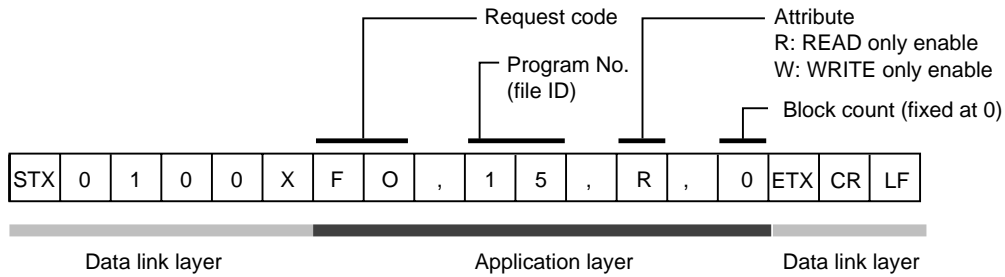 Request code
Attribute
R: READ only enable
W: WRITE only enable
Program No.
(file ID)
Block count (fixed at 0)
STX 0 1 0 0 X F O , 1 5 , R , 0 ETX CR LF
Data link layer Application layer Data link layer